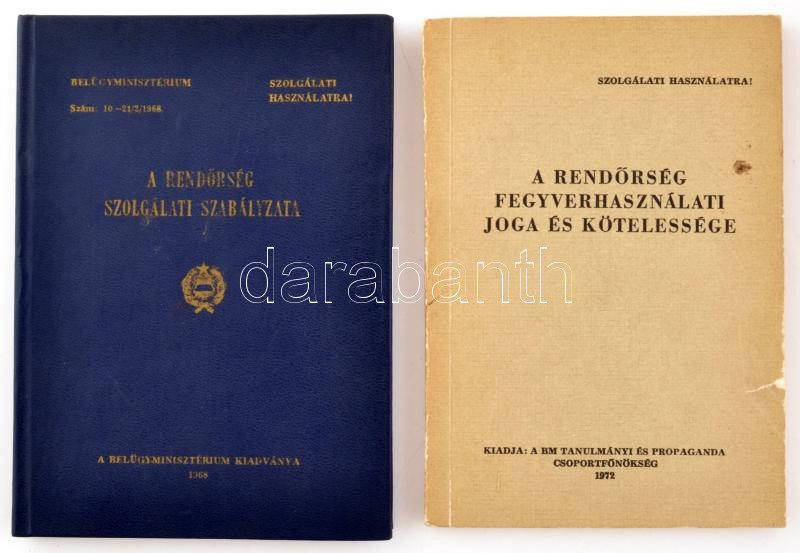 BELÜGYMINISZTÉRIUM
SZOLGÁLATI
HASZNÁLATRA!
Szám: 10-21/2/1968.
A RENDŐRSÉG
SZOLGÁLATI SZABÁLYZATA
A BELÜGYMINISZTÉRIUM KIADVÁNYA
1968
SZOLGÁLATI HASZNÁLATRA!
A RENDŐRSÉG
FEGYVERHASZNÁLATI
JOGA ÉS KÖTELESSÉGE
KIADJA: A BM TANULMÁNYI ÉS PROPAGANDA
CSOPORTFŐNÖKSÉG
1972
darabanth